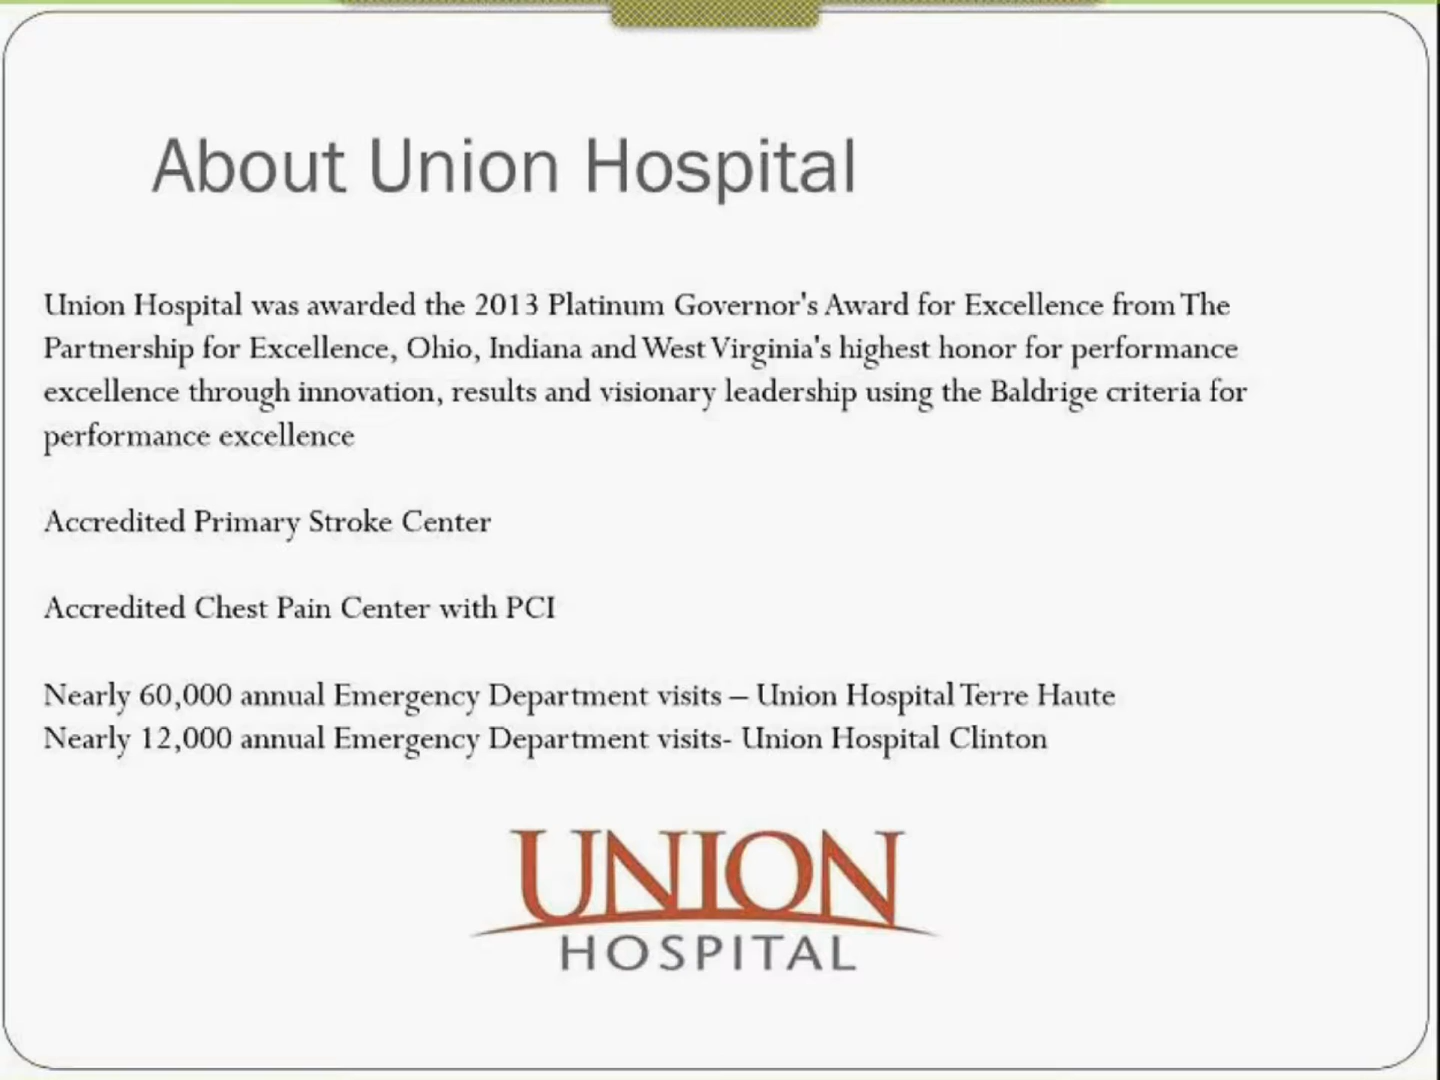 About Union Hospital
Union Hospital was awarded the 2013 Platinum Governor's Award for Excellence from The
Partnership for Excellence, Ohio, Indiana and West Virginia's highest honor for performance
excellence through innovation, results and visionary leadership using the Baldrige criteria for
performance excellence
Accredited Primary Stroke Center
Accredited Chest Pain Center with PCI
Nearly 60,000 annual Emergency Department visits – Union Hospital Terre Haute
Nearly 12,000 annual Emergency Department visits- Union Hospital Clinton
UNION
HOSPITAL